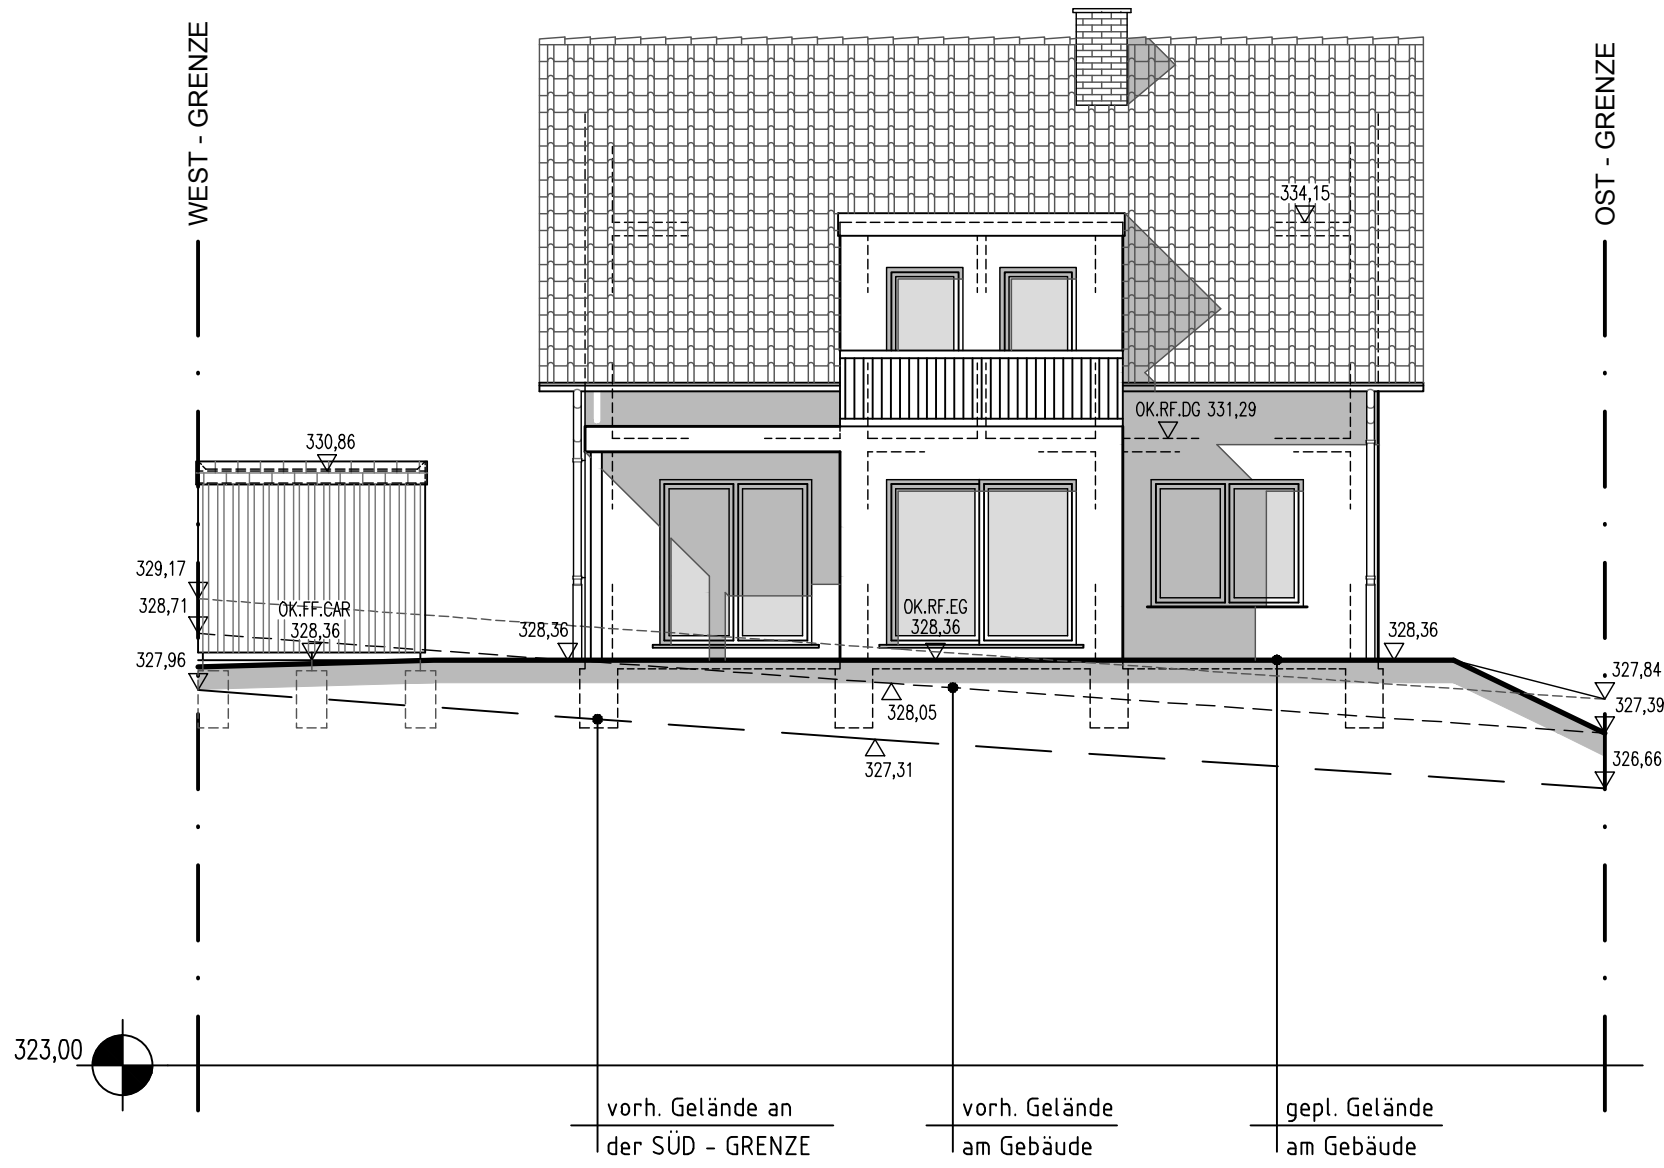 WEST - GRENZE
OST - GRENZE
334,15
OK.RF.DG 331,29
330,86
329,17
328,71
327,96
OK.FF.CAR
328,36
328,36
OK.RF.EG
328,36
328,36
327,84
327,39
326,66
328,05
327,31
323,00
vorh. Gelände an
der SÜD - GRENZE
vorh. Gelände
am Gebäude
gepl. Gelände
am Gebäude